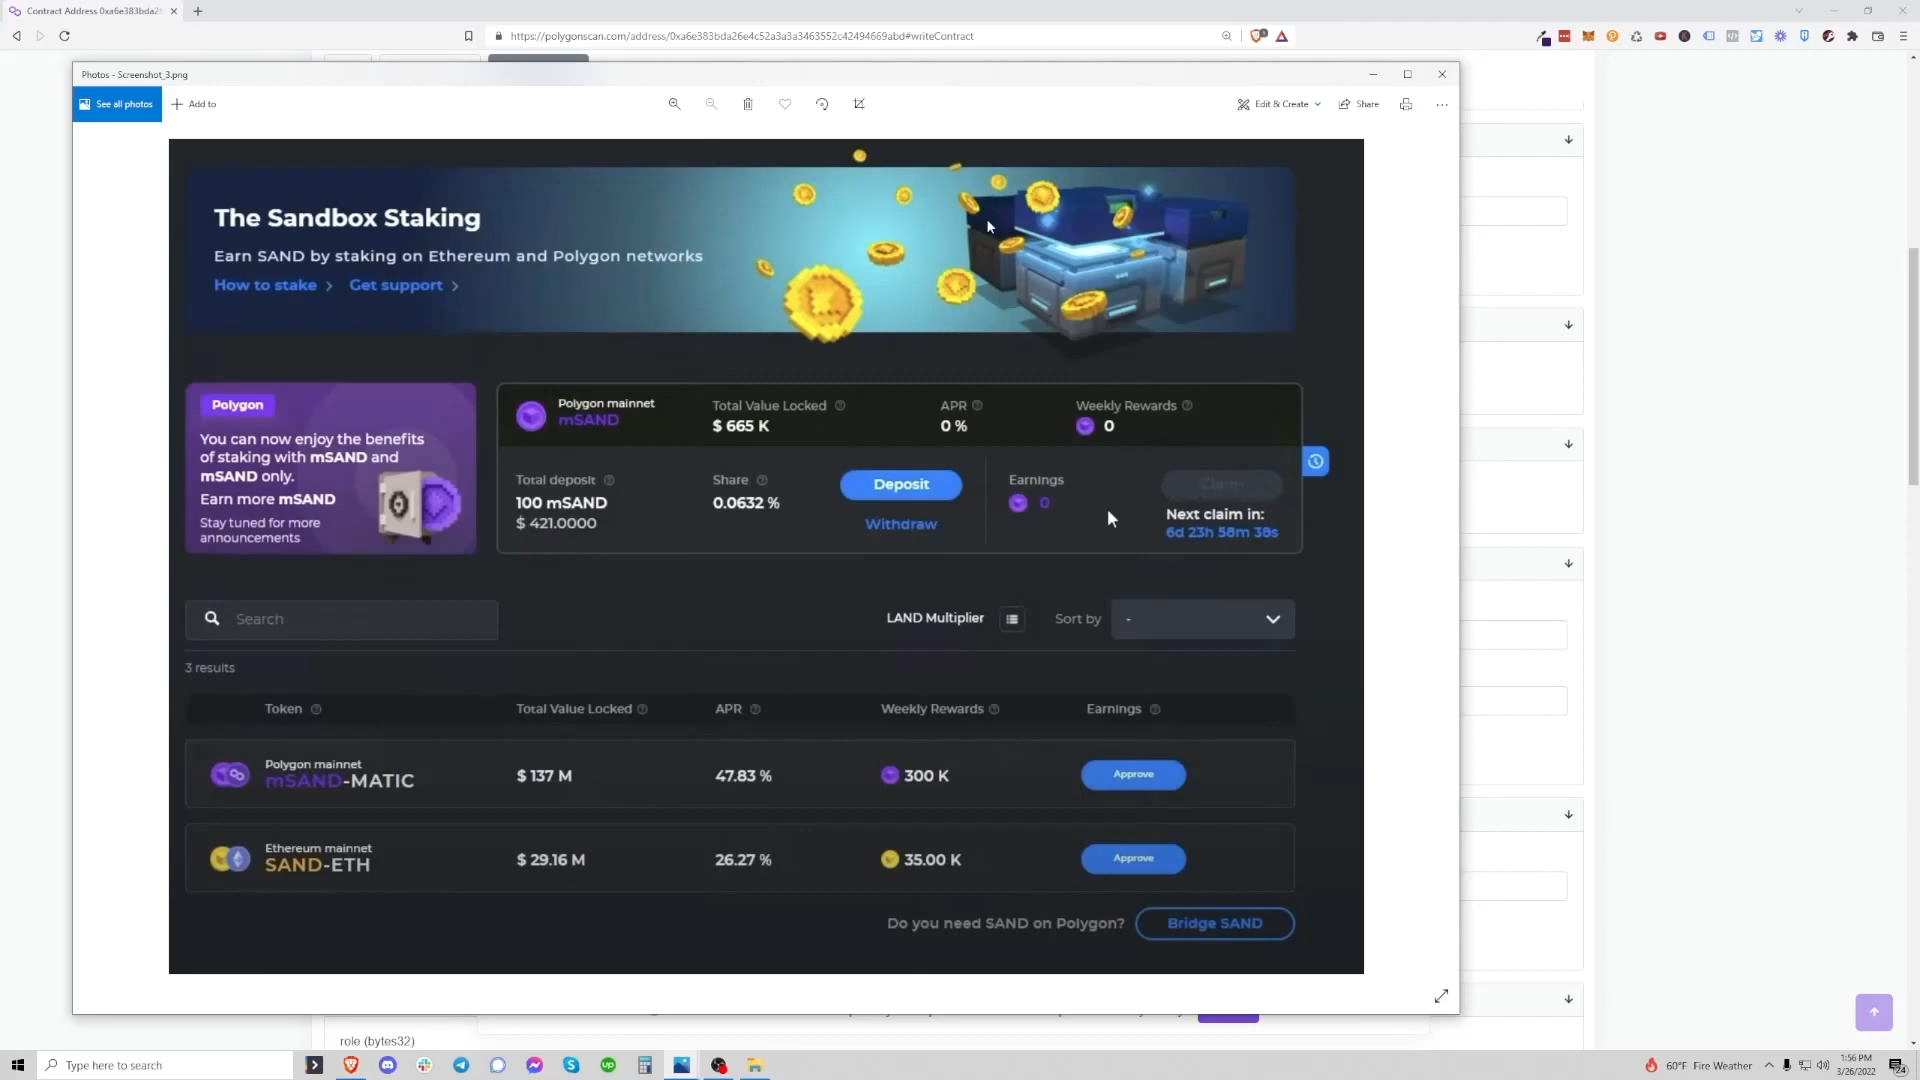 Contract Address 0xa6e383bda2
https://polygonscan.com/address/0xa6e383bda26e4c52a3a3a3463552c42494669abd#writeContract
Photos - Screenshot_3.png
See all photos
Add to
Edit & Create
Share
The Sandbox Staking
Earn SAND by staking on Ethereum and Polygon networks
How to stake >
Get support >
Polygon
You can now enjoy the benefits
of staking with mSAND and
mSAND only.
Earn more mSAND
Stay tuned for more
announcements
Polygon mainnet
mSAND
Total Value Locked
$ 665 K
APR
0 %
Weekly Rewards
0
Total deposit
100 mSAND
$ 421.0000
Share
0.0632 %
Deposit
Withdraw
Earnings
0
Claim
Next claim in:
6d 23h 58m 38s
Search
LAND Multiplier
Sort by
-
3 results
Token
Total Value Locked
APR
Weekly Rewards
Earnings
Polygon mainnet
mSAND-MATIC
$ 137 M
47.83 %
300 K
Approve
Ethereum mainnet
SAND-ETH
$ 29.16 M
26.27 %
35.00 K
Approve
Do you need SAND on Polygon?
Bridge SAND
role (bytes32)
Type here to search
60°F Fire Weather
1:56 PM
3/26/2022
24